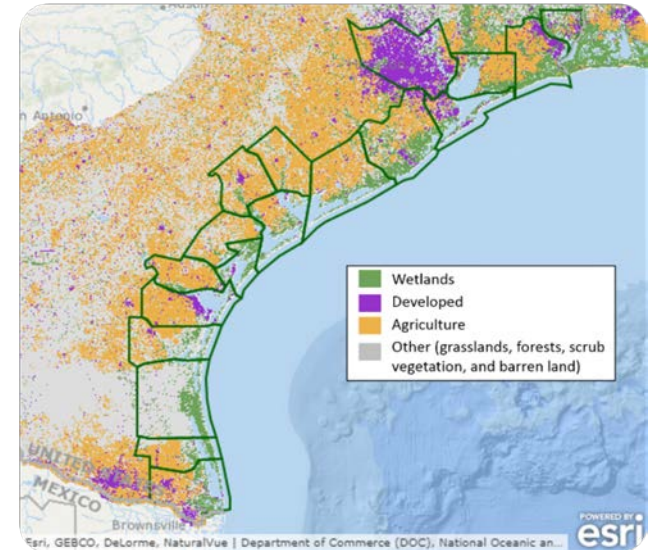 Austin
n Antonio
Wetlands
Developed
Agriculture
Other (grasslands, forests, scrub
vegetation, and barren land)
UNITED
MEXICO
Brownsville
POWERED BY
esri
Esri, GEBCO, DeLorme, NaturalVue | Department of Commerce (DOC), National Oceanic an...